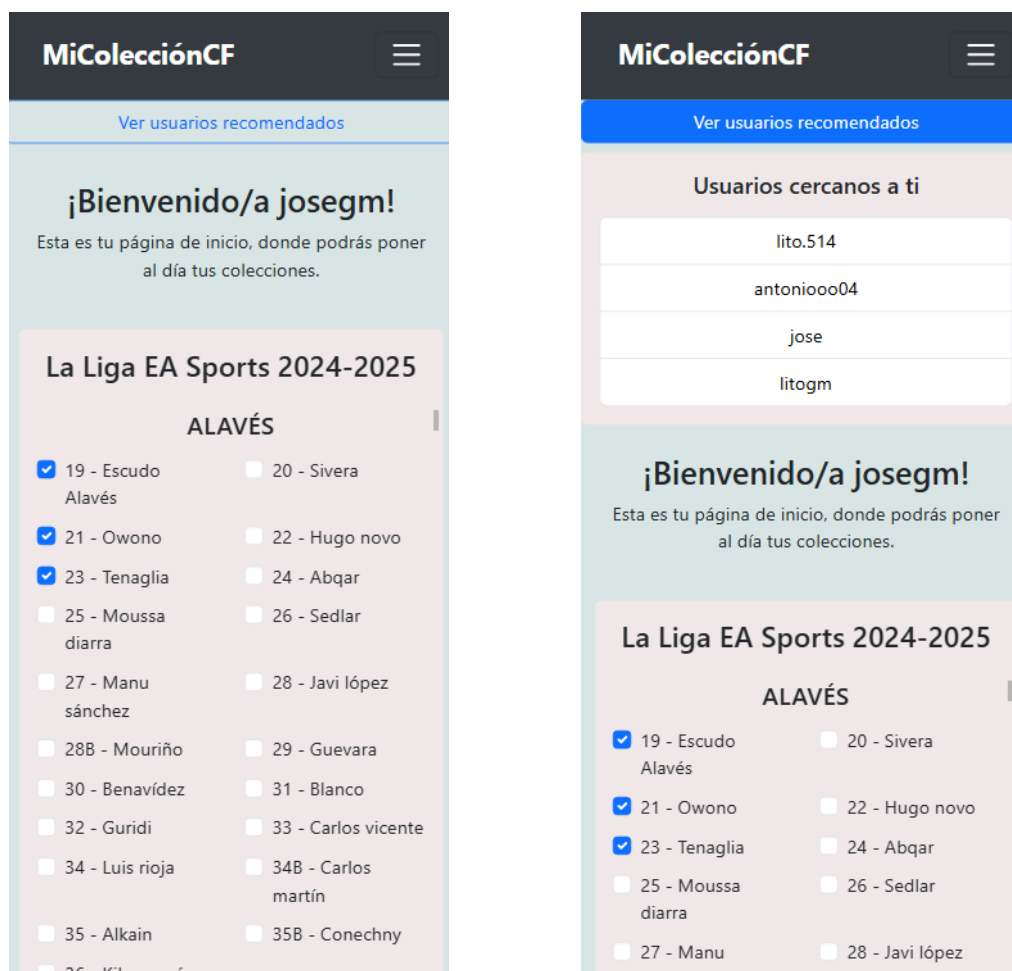 MiColecciónCF
Ver usuarios recomendados
¡Bienvenido/a josegm!
Esta es tu página de inicio, donde podrás poner
al día tus colecciones.
La Liga EA Sports 2024-2025
ALAVÉS
19 - Escudo
Alavés
20 - Sivera
21 - Owono
22 - Hugo novo
23 - Tenaglia
24 - Abqar
25 - Moussa
diarra
26 - Sedlar
27 - Manu
sánchez
28 - Javi lópez
28B - Mouriño
29 - Guevara
30 - Benavídez
31 - Blanco
32 - Guridi
33 - Carlos vicente
34 - Luis rioja
34B - Carlos
martín
35 - Alkain
35B - Conechny
MiColecciónCF
Ver usuarios recomendados
Usuarios cercanos a ti
lito.514
antoniooo04
jose
litogm
¡Bienvenido/a josegm!
Esta es tu página de inicio, donde podrás poner
al día tus colecciones.
La Liga EA Sports 2024-2025
ALAVÉS
19 - Escudo
Alavés
20 - Sivera
21 - Owono
22 - Hugo novo
23 - Tenaglia
24 - Abqar
25 - Moussa
diarra
26 - Sedlar
27 - Manu
28 - Javi lópez